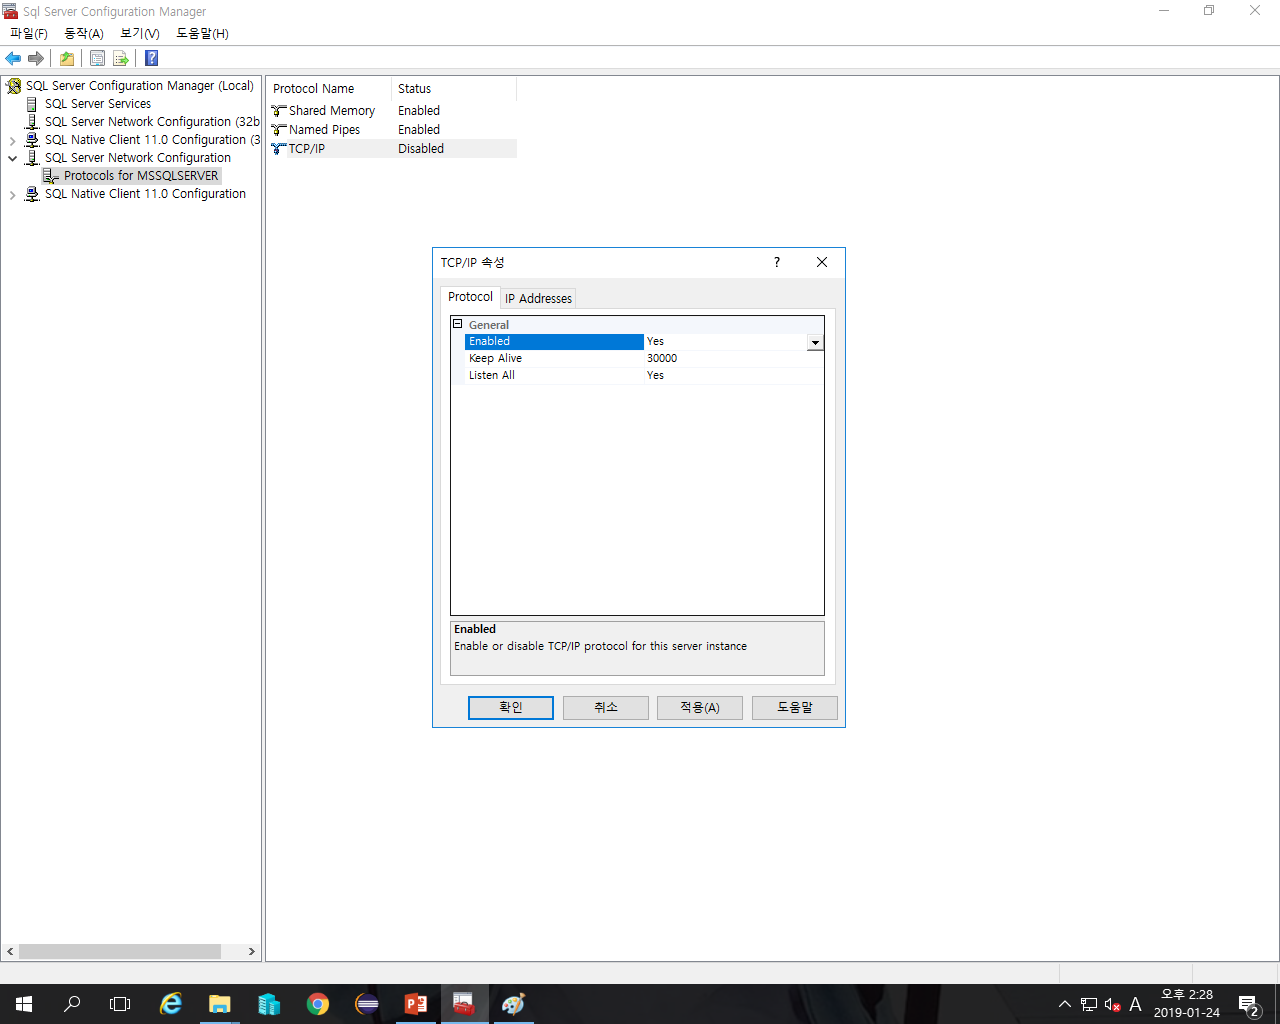 Sql Server Configuration Manager
파일(F) 동작(A) 보기(V) 도움말(H)
SQL Server Configuration Manager (Local)
SQL Server Services
SQL Server Network Configuration (32b
SQL Native Client 11.0 Configuration (3
SQL Server Network Configuration
Protocols for MSSQLSERVER
SQL Native Client 11.0 Configuration
Protocol Name Status
Shared Memory Enabled
Named Pipes Enabled
TCP/IP Disabled
TCP/IP 속성
Protocol IP Addresses
General
Enabled Yes
Keep Alive 30000
Listen All Yes
Enabled
Enable or disable TCP/IP protocol for this server instance
확인 취소 적용(A) 도움말
A 오후 2:28
2019-01-24
2